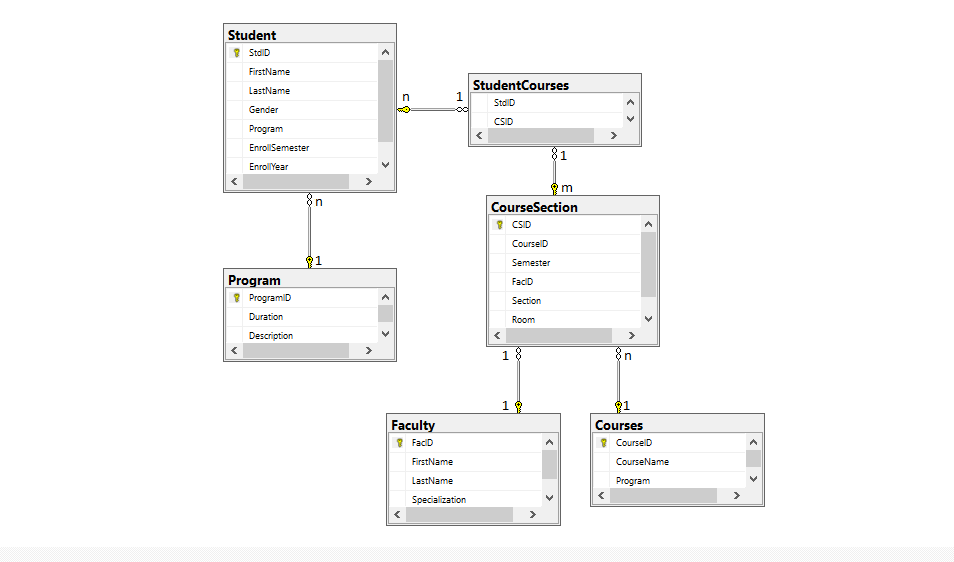 Student
StdID
FirstName
LastName
Gender
Program
EnrollSemester
EnrollYear
n
1
StudentCourses
StdID
CSID
1
m
n
1
CourseSection
CSID
CourseID
Semester
FacID
Section
Room
Program
ProgramID
Duration
Description
1
n
1
1
Faculty
FacID
FirstName
LastName
Specialization
Courses
CourseID
CourseName
Program